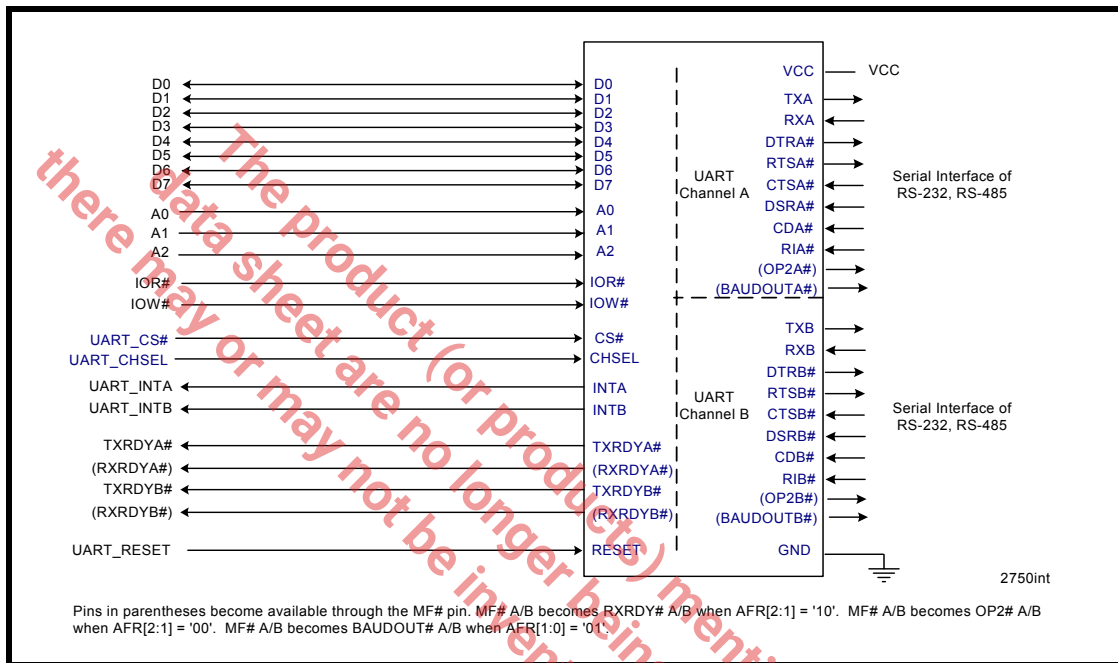 D0 D0
D1 D1
D2 D2
D3 D3
D4 D4
D5 D5
D6 D6
D7 D7
A0 A0
A1 A1
A2 A2
IOR# IOR#
IOW# IOW#
UART_CS# CS#
UART_CHSEL CHSEL
UART_INTA INTA
UART_INTB INTB
TXRDYA# TXRDYA#
(RXRDYA#) (RXRDYA#)
TXRDYB# TXRDYB#
(RXRDYB#) (RXRDYB#)
UART_RESET RESET
UART
Channel A
UART
Channel B
VCC VCC
TXA
RXA
DTRA#
RTSA#
CTSA#
DSRA#
CDA#
RIA#
(OP2A#)
(BAUDOUTA#)
Serial Interface of
RS-232, RS-485
TXB
RXB
DTRB#
RTSB#
CTSB#
DSRB#
CDB#
RIB#
(OP2B#)
(BAUDOUTB#)
GND
Serial Interface of
RS-232, RS-485
2750int
Pins in parentheses become available through the MF# pin. MF# A/B becomes RXRDY# A/B when AFR[2:1] = '10'. MF# A/B becomes OP2# A/B
when AFR[2:1] = '00'. MF# A/B becomes BAUDOUT# A/B when AFR[1:0] = '01'.
The product (or products)
data sheet are no longer being
there may or may not be